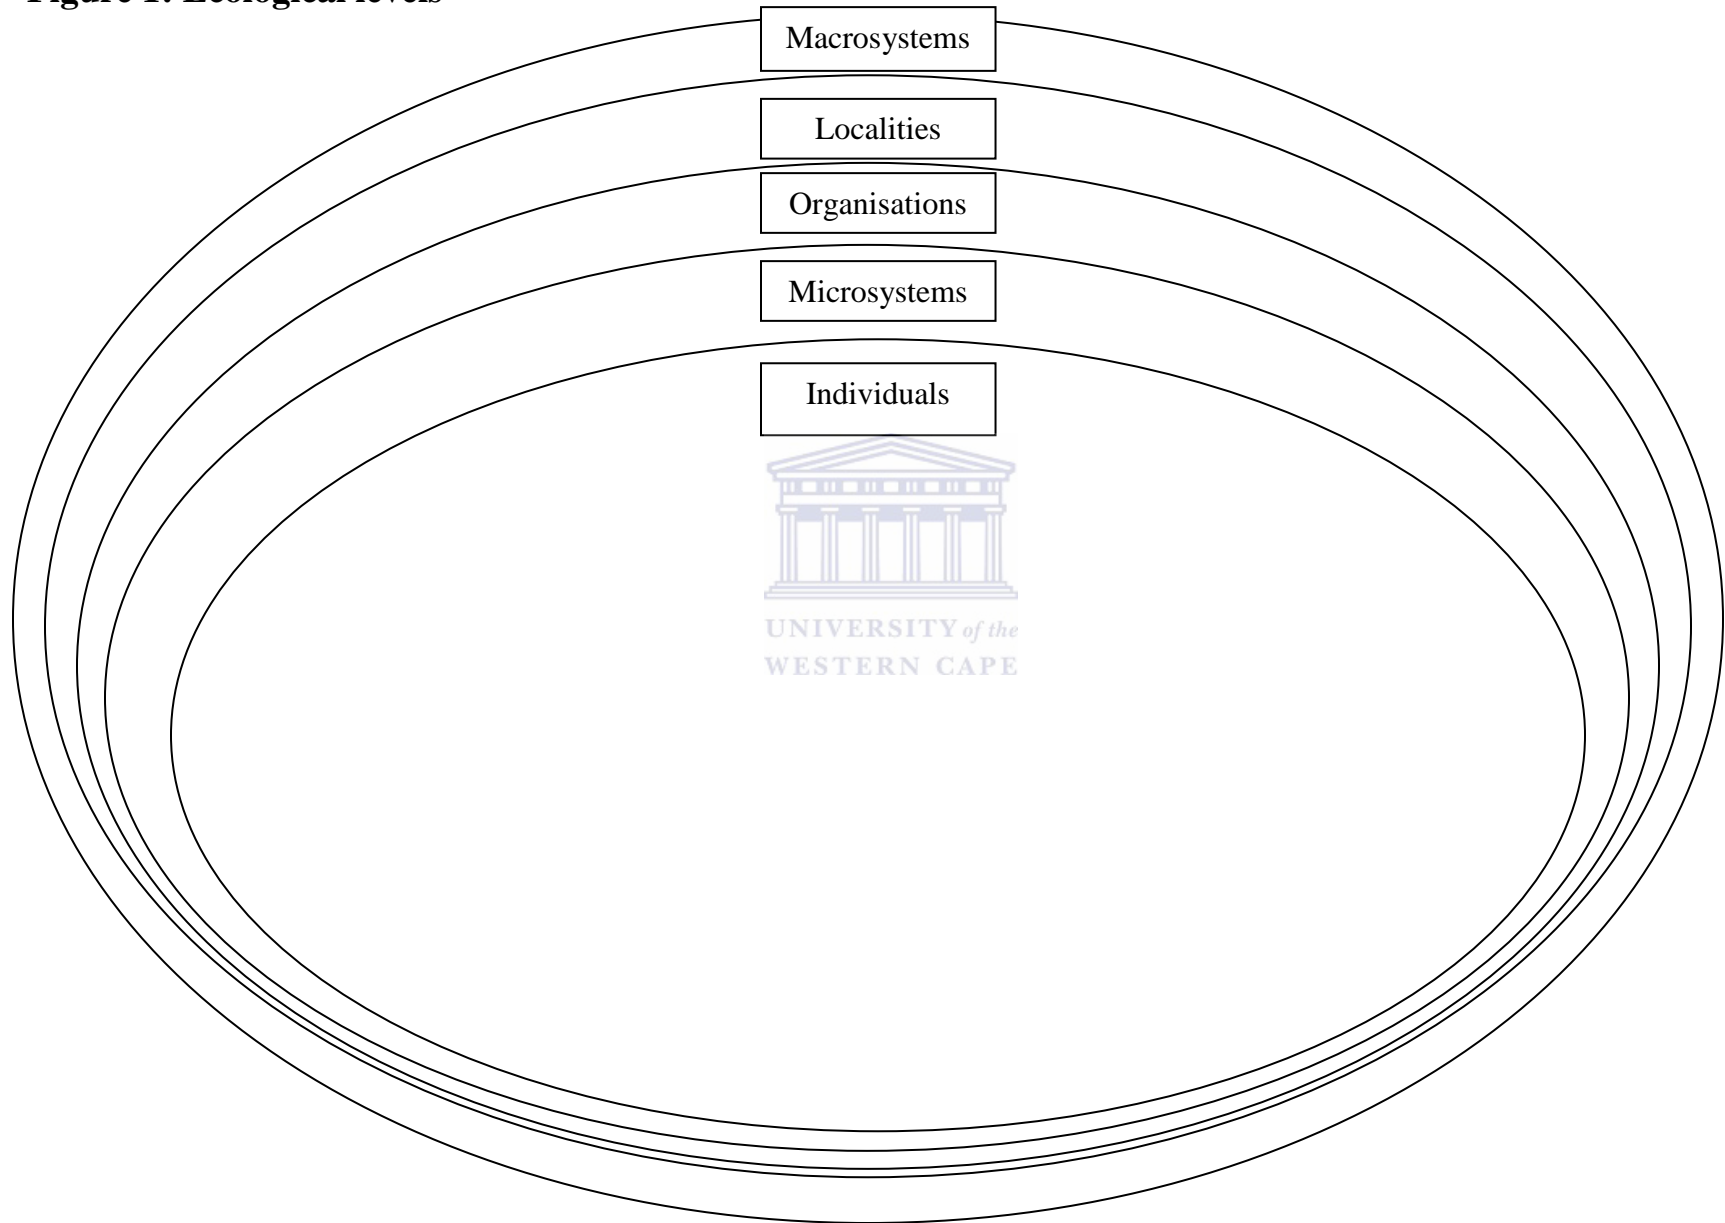 Figure 1: Ecological levels
Macrosystems
Localities
Organisations
Microsystems
Individuals
UNIVERSITY of the
WESTERN CAPE